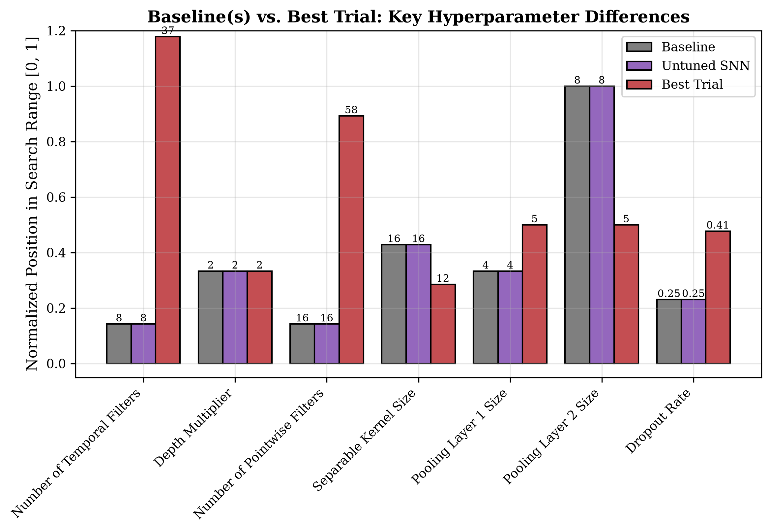 Baseline(s) vs. Best Trial: Key Hyperparameter Differences
Normalized Position in Search Range [0, 1]
1.2
1.0
0.8
0.6
0.4
0.2
0.0
Baseline
Untuned SNN
Best Trial
8 8 37
2 2 2
16 16 58
16 16 12
4 4 5
8 8 5
0.25 0.25 0.41
Number of Temporal Filters
Depth Multiplier
Number of Pointwise Filters
Separable Kernel Size
Pooling Layer 1 Size
Pooling Layer 2 Size
Dropout Rate